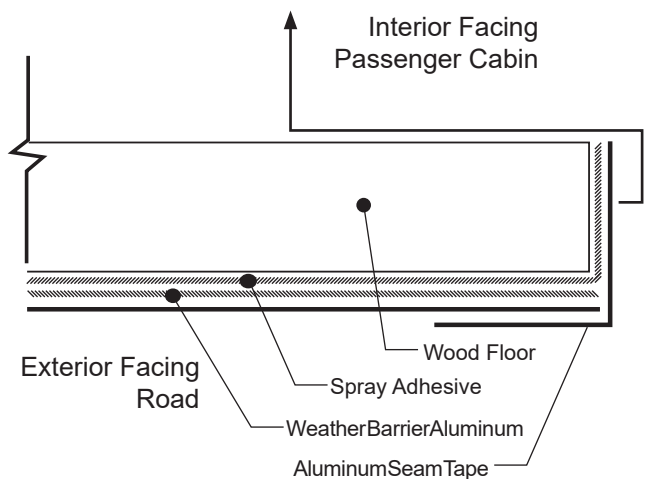 Interior Facing
Passenger Cabin
Wood Floor
Exterior Facing
Road
Spray Adhesive
WeatherBarrierAluminum
AluminumSeamTape